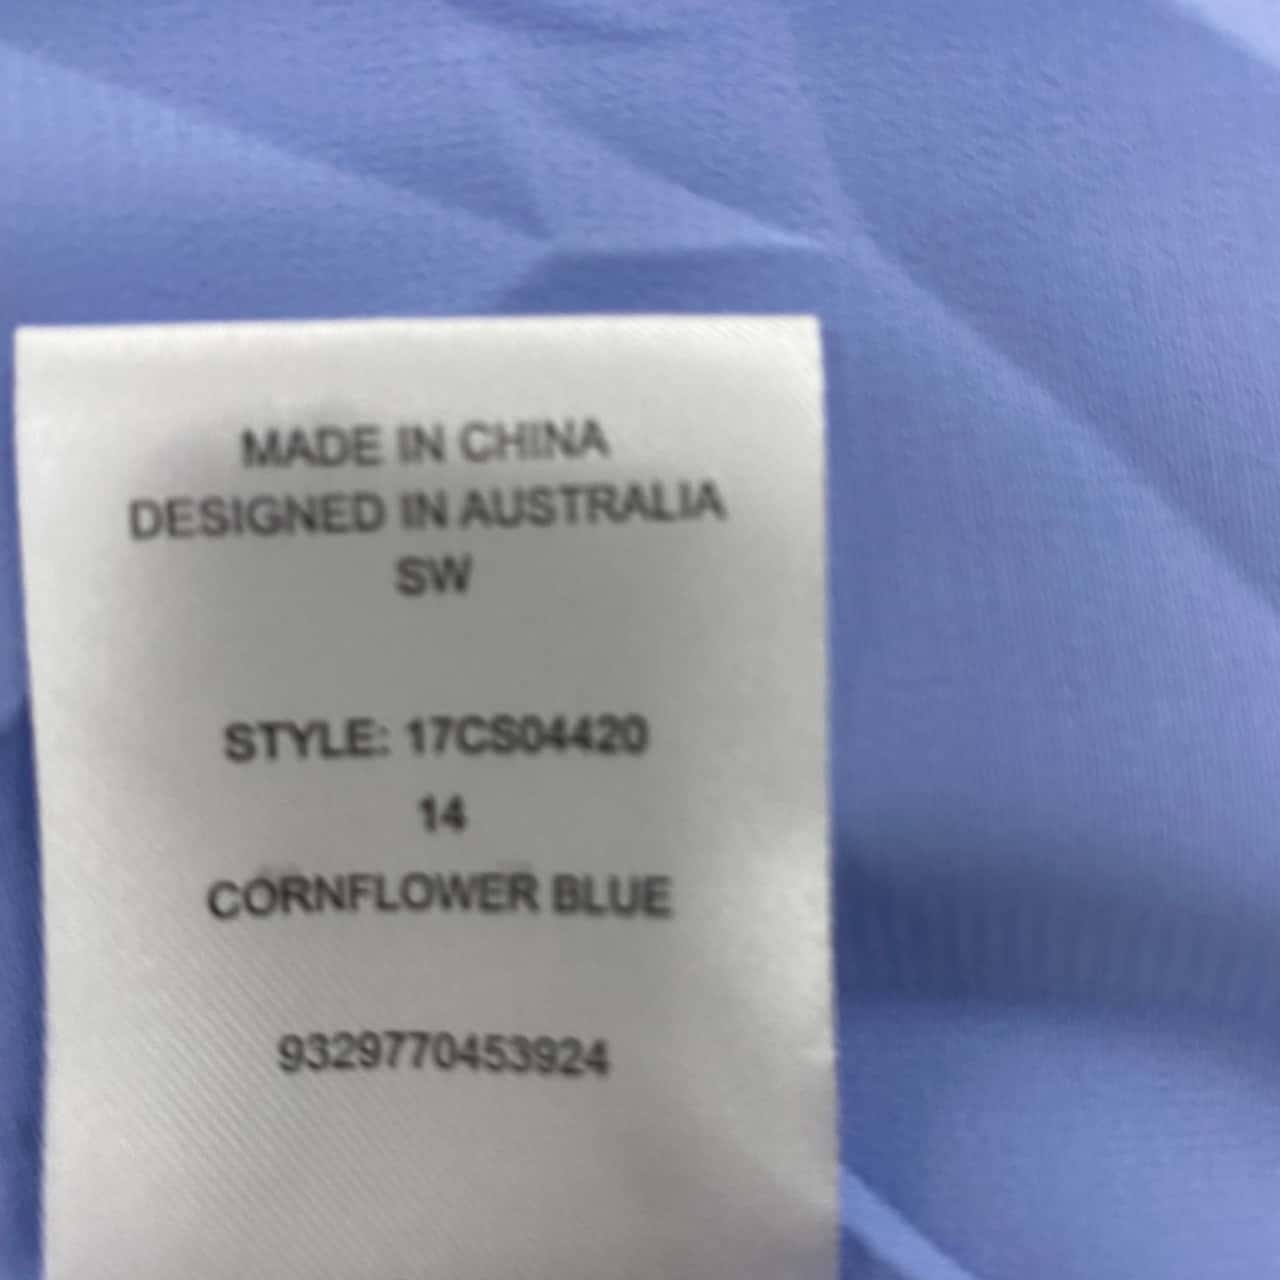 MADE IN CHINA
DESIGNED IN AUSTRALIA
SW
STYLE: 17CS04420
14
CORNFLOWER BLUE
9329770453924